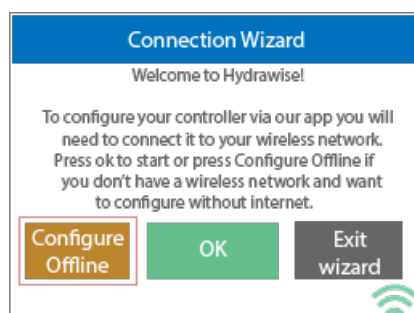 Connection Wizard
Welcome to Hydrawise!
To configure your controller via our app you will
need to connect it to your wireless network.
Press ok to start or press Configure Offline if
you don't have a wireless network and want
to configure without internet.
Configure
Offline
OK
Exit
wizard